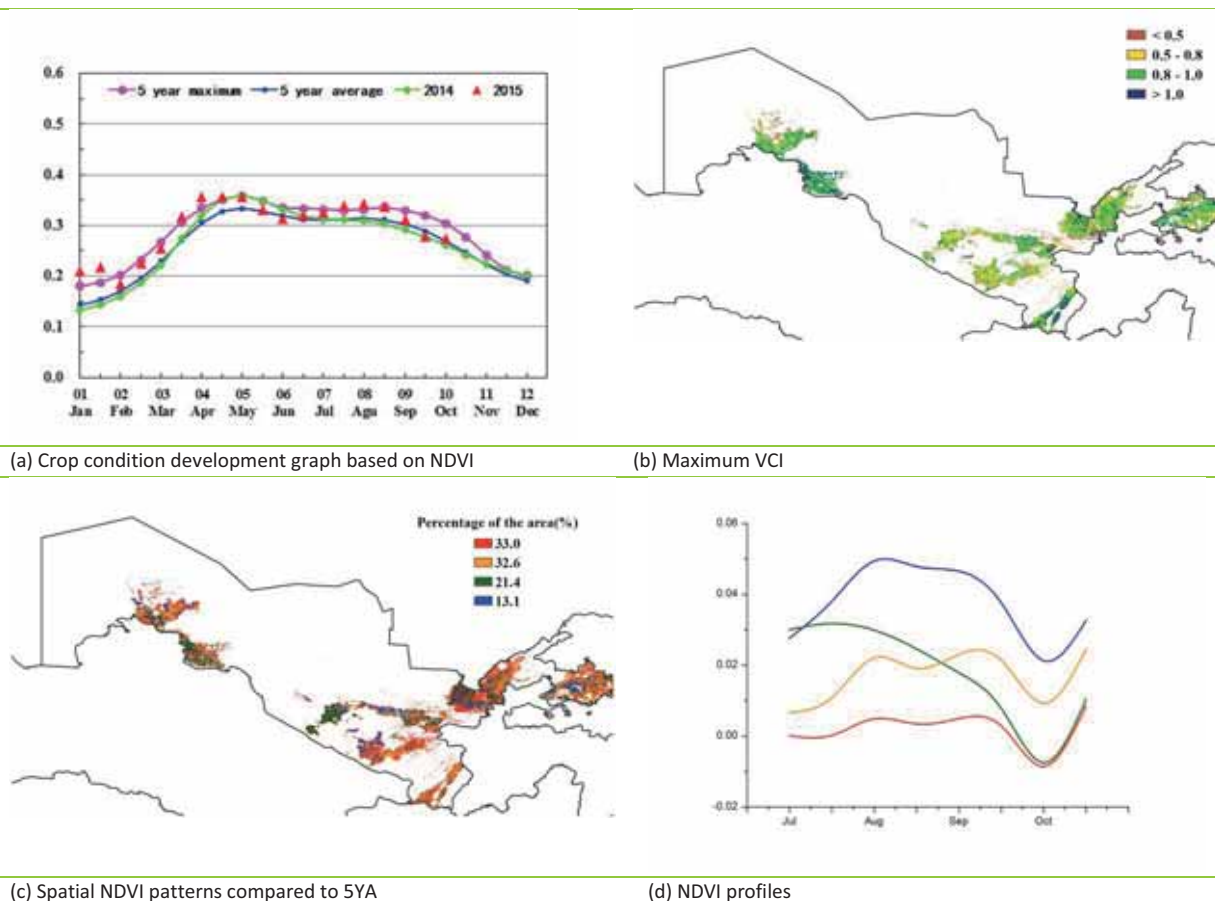 0.6
5 year maximum 5 year average 2014 2015
0.5
0.4
0.3
0.2
0.1
0.0
01 02 03 04 05 06 07 08 09 10 11 12
Jan Feb Mar Apr May Jun Jul Agu Sep Oct Nov Dec
< 0.5
0.5 - 0.8
0.8 - 1.0
> 1.0
(a) Crop condition development graph based on NDVI
(b) Maximum VCI
Percentage of the area(%)
33.0
32.6
21.4
13.1
0.06
0.04
0.02
0.00
-0.02
Jul Aug Sep Oct
(c) Spatial NDVI patterns compared to 5YA
(d) NDVI profiles